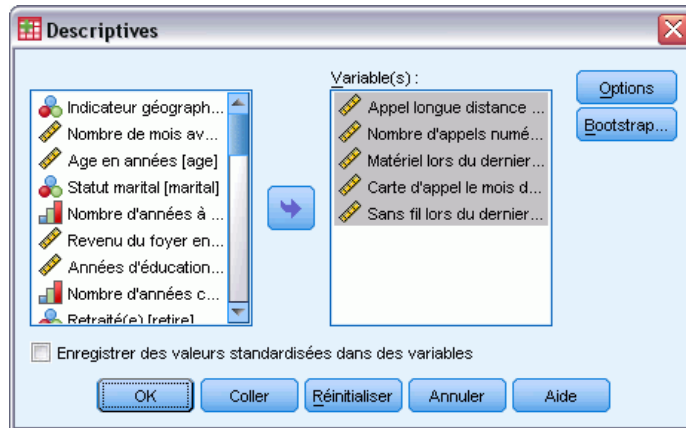 Descriptives
Variable(s) :
Indicateur géograph...
Nombre de mois av...
Age en années [age]
Statut marital [marital]
Nombre d'années à ...
Revenu du foyer en...
Années d'éducation...
Nombre d'années c...
Retraité(e) [retire]
Appel longue distance ...
Nombre d'appels numé...
Matériel lors du dernier...
Carte d'appel le mois d...
Sans fil lors du dernier...
Options
Bootstrap...
Enregistrer des valeurs standardisées dans des variables
OK
Coller
Réinitialiser
Annuler
Aide